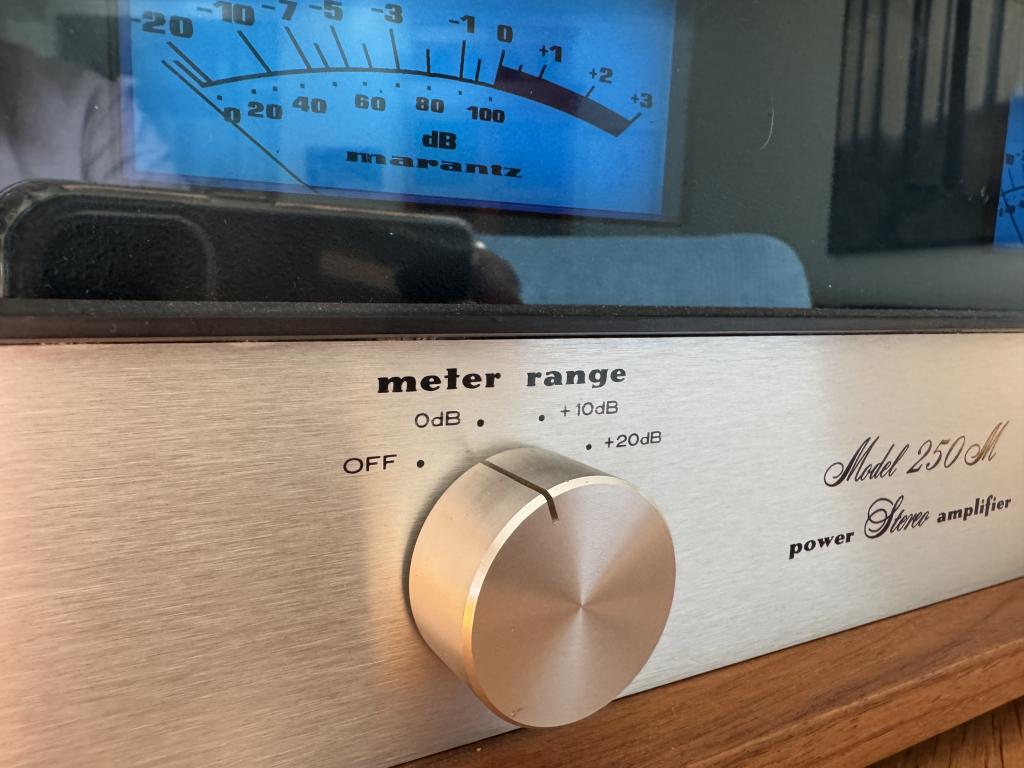 -20 -10 -7 -5 -3 -1 0 +1 +2 +3
0 20 40 60 80 100
dB
marantz
meter range
0dB +10dB
OFF +20dB
Model 250 M
power Stereo amplifier